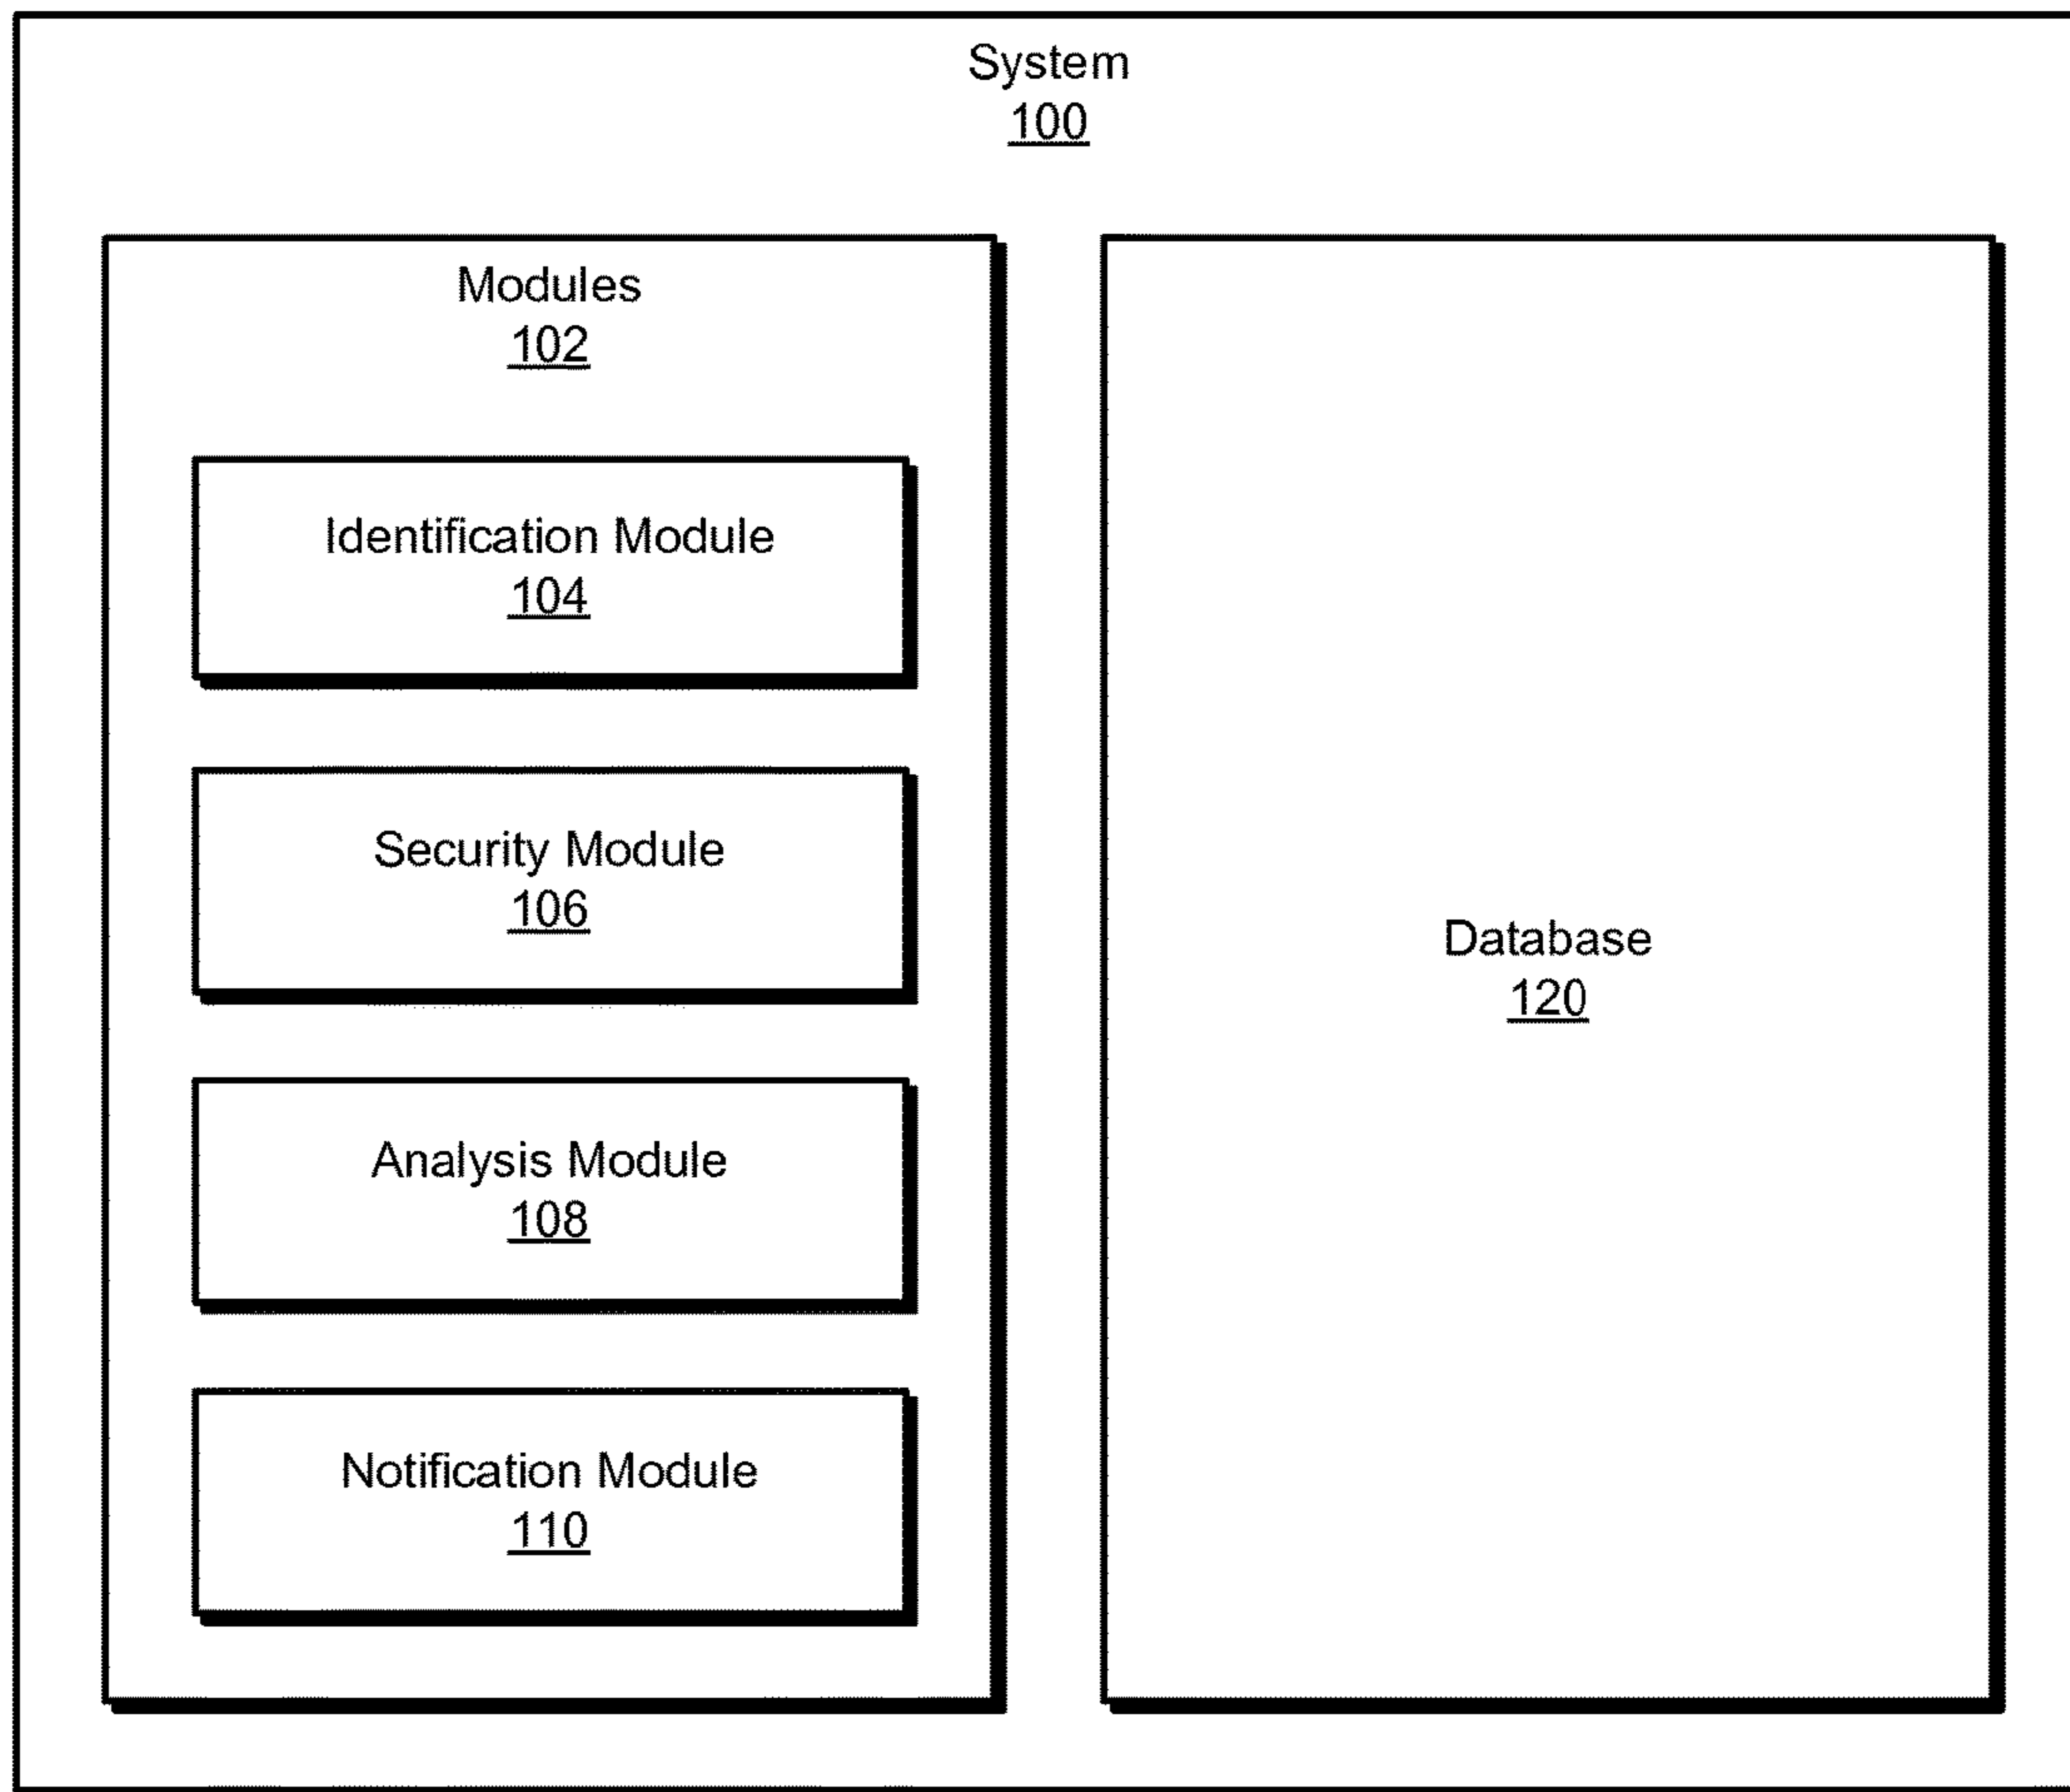 System
100
Modules
102
Identification Module
104
Security Module
106
Analysis Module
108
Notification Module
110
Database
120